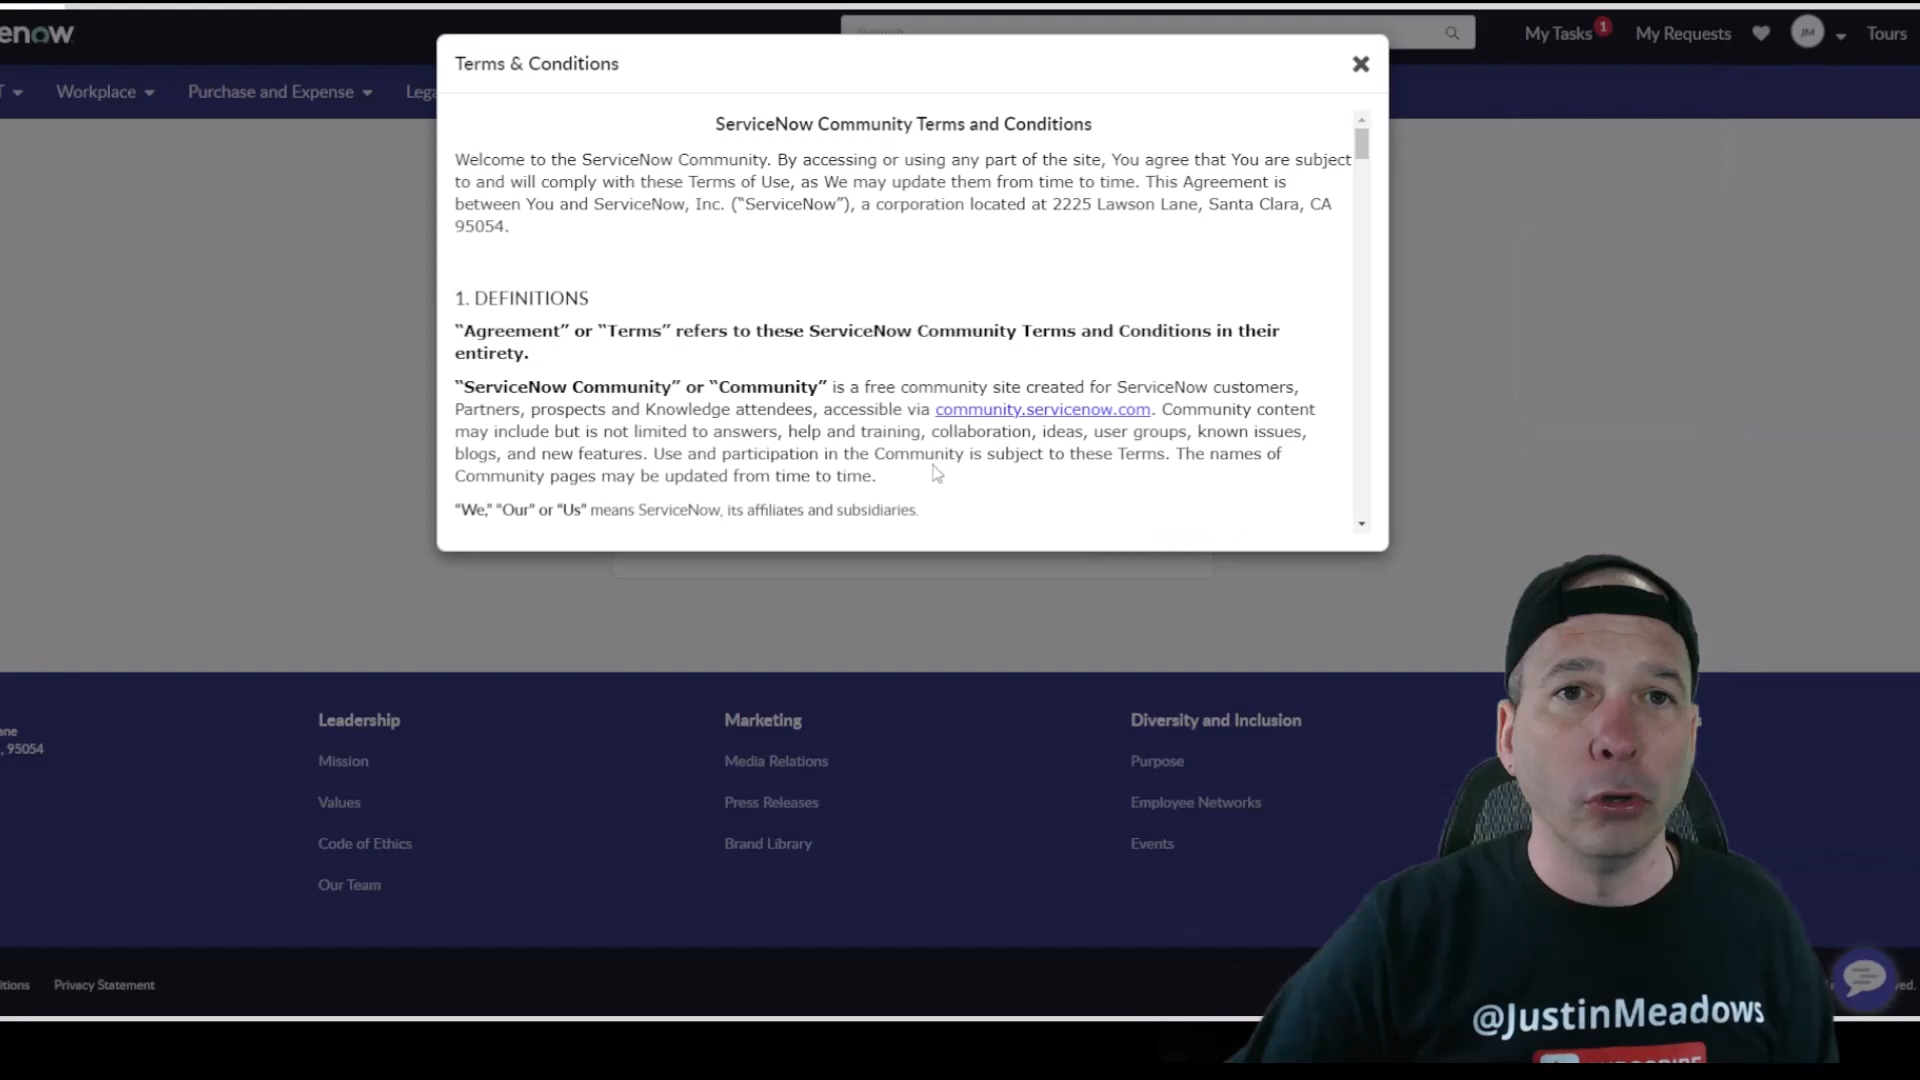 enow
My Tasks 1 My Requests JM Tours
T Workplace Purchase and Expense Lega
Terms & Conditions
ServiceNow Community Terms and Conditions
Welcome to the ServiceNow Community. By accessing or using any part of the site, You agree that You are subject
to and will comply with these Terms of Use, as We may update them from time to time. This Agreement is
between You and ServiceNow, Inc. (“ServiceNow”), a corporation located at 2225 Lawson Lane, Santa Clara, CA
95054.
1. DEFINITIONS
“Agreement” or “Terms” refers to these ServiceNow Community Terms and Conditions in their
entirety.
“ServiceNow Community” or “Community” is a free community site created for ServiceNow customers,
Partners, prospects and Knowledge attendees, accessible via community.servicenow.com. Community content
may include but is not limited to answers, help and training, collaboration, ideas, user groups, known issues,
blogs, and new features. Use and participation in the Community is subject to these Terms. The names of
Community pages may be updated from time to time.
“We,” “Our” or “Us” means ServiceNow, its affiliates and subsidiaries.
ane
, 95054
Leadership
Mission
Values
Code of Ethics
Our Team
Marketing
Media Relations
Press Releases
Brand Library
Diversity and Inclusion
Purpose
Employee Networks
Events
itions Privacy Statement
ved.
@JustinMeadows
SUBSCRIBE